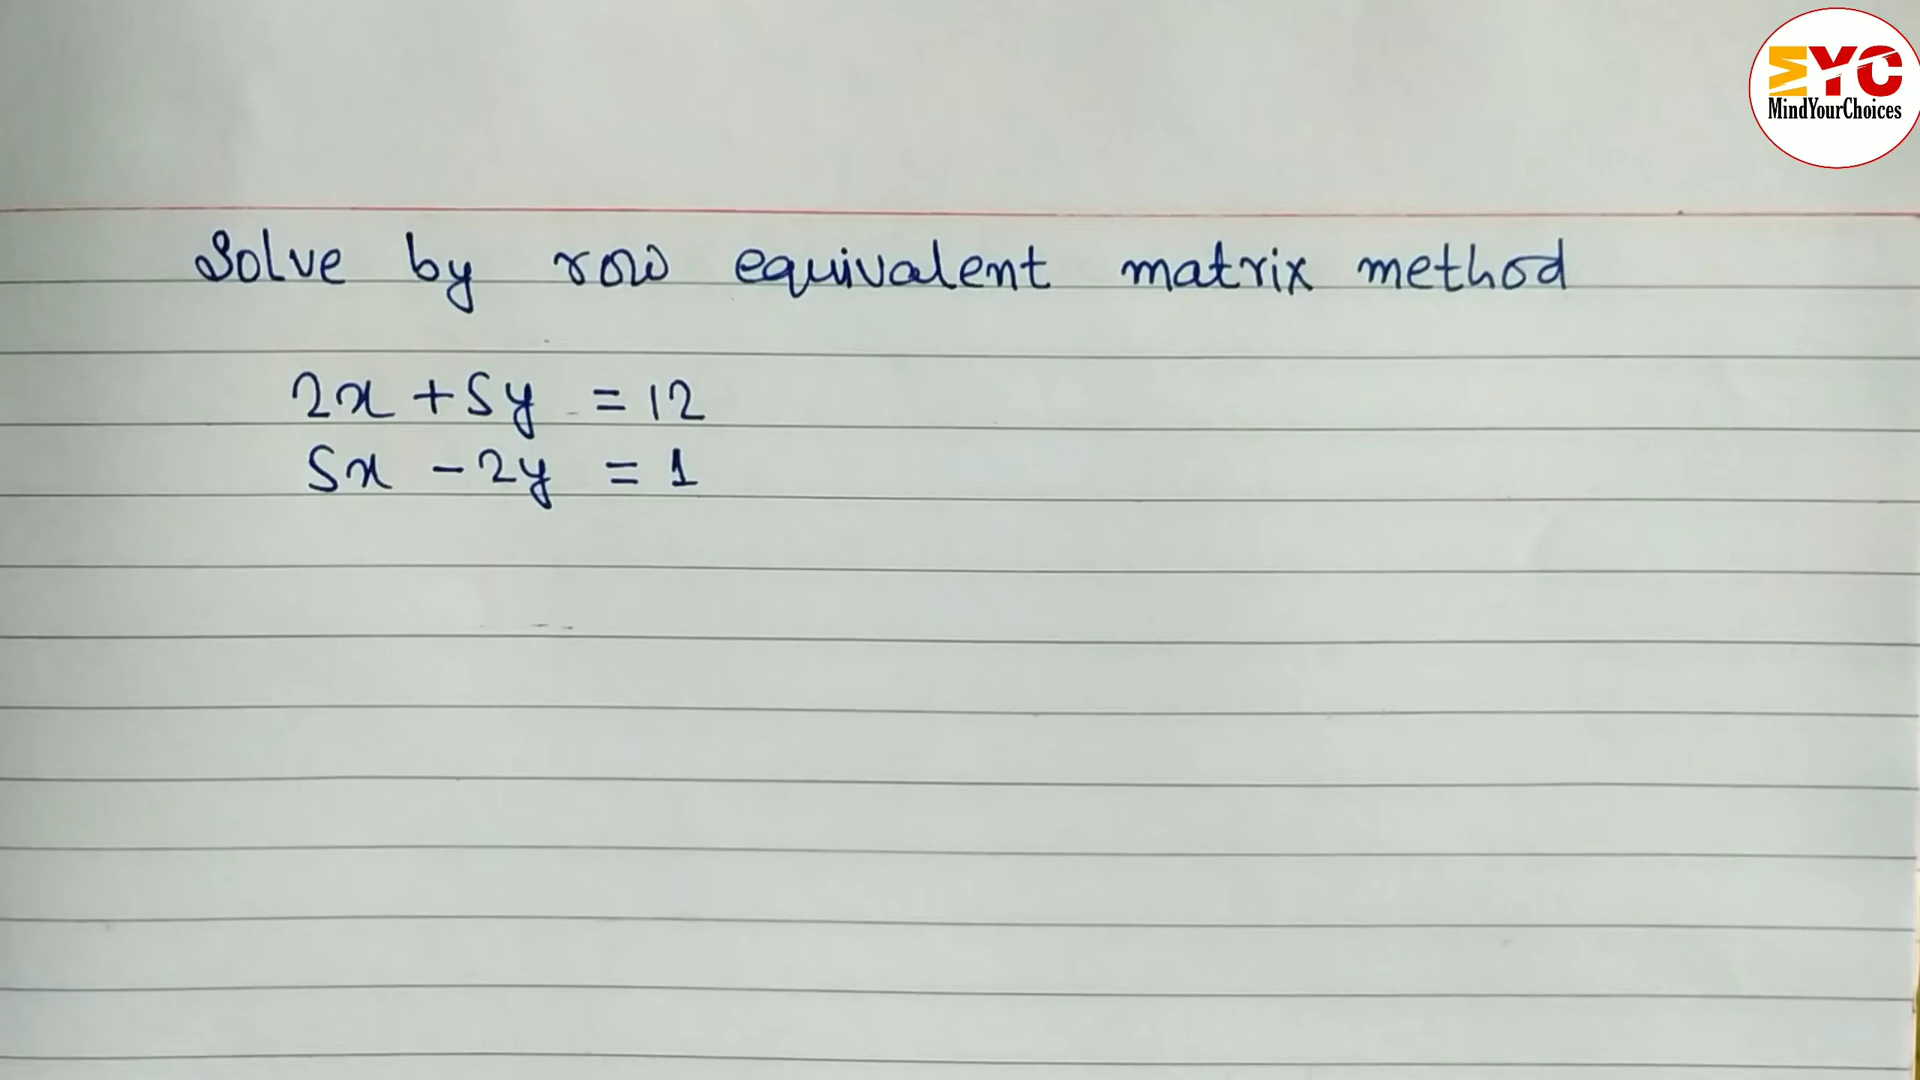 MYC
MindYourChoices
Solve by row equivalent matrix method
2x + 5y = 12
5x - 2y = 1